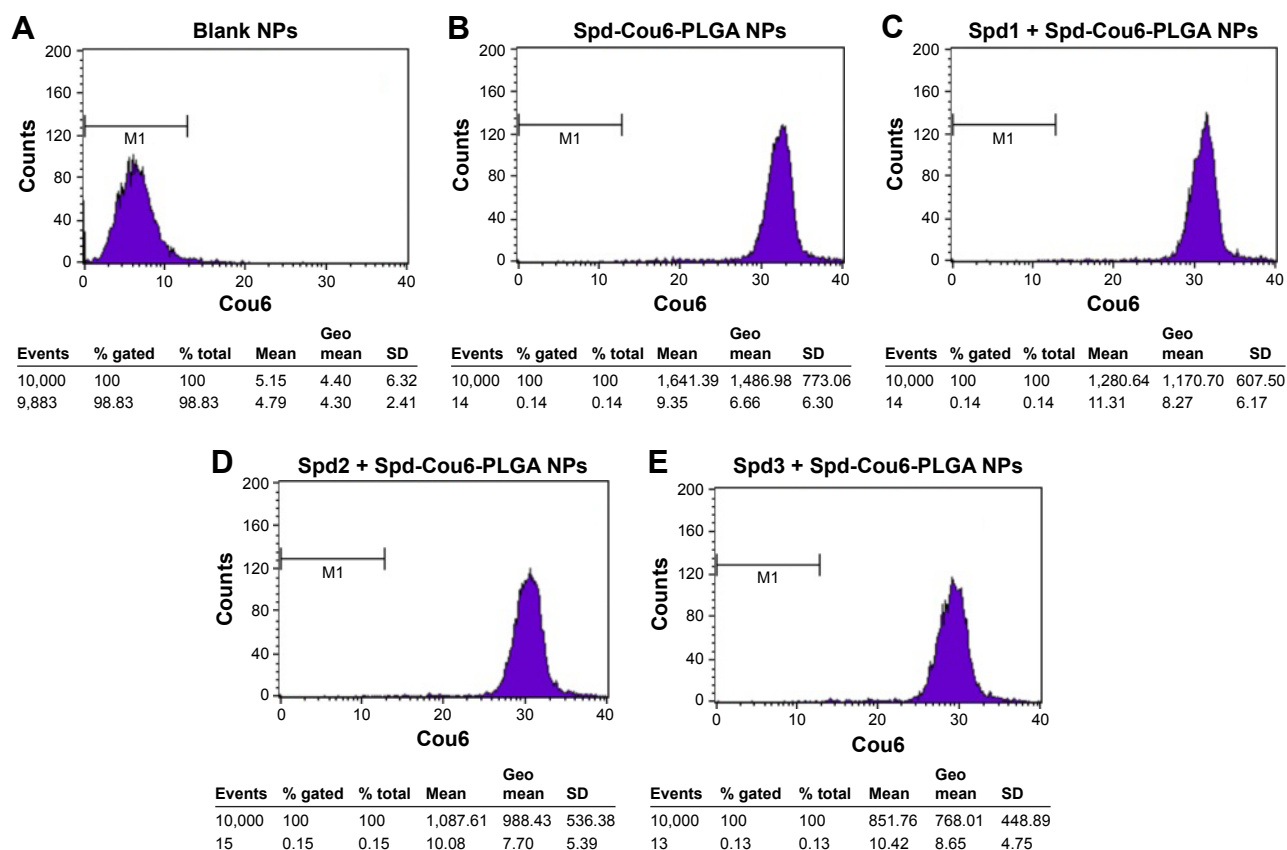 A
Blank NPs
200
160
120
80
40
0
Counts
M1
0 10 20 30 40
Cou6
Events % gated % total Mean Geo mean SD
10,000 100 100 5.15 4.40 6.32
9,883 98.83 98.83 4.79 4.30 2.41
B
Spd-Cou6-PLGA NPs
200
160
120
80
40
0
Counts
M1
0 10 20 30 40
Cou6
Events % gated % total Mean Geo mean SD
10,000 100 100 1,641.39 1,486.98 773.06
14 0.14 0.14 9.35 6.66 6.30
C
Spd1 + Spd-Cou6-PLGA NPs
200
160
120
80
40
0
Counts
M1
0 10 20 30 40
Cou6
Events % gated % total Mean Geo mean SD
10,000 100 100 1,280.64 1,170.70 607.50
14 0.14 0.14 11.31 8.27 6.17
D
Spd2 + Spd-Cou6-PLGA NPs
200
160
120
80
40
0
Counts
M1
0 10 20 30 40
Cou6
Events % gated % total Mean Geo mean SD
10,000 100 100 1,087.61 988.43 536.38
15 0.15 0.15 10.08 7.70 5.39
E
Spd3 + Spd-Cou6-PLGA NPs
200
160
120
80
40
0
Counts
M1
0 10 20 30 40
Cou6
Events % gated % total Mean Geo mean SD
10,000 100 100 851.76 768.01 448.89
13 0.13 0.13 10.42 8.65 4.75